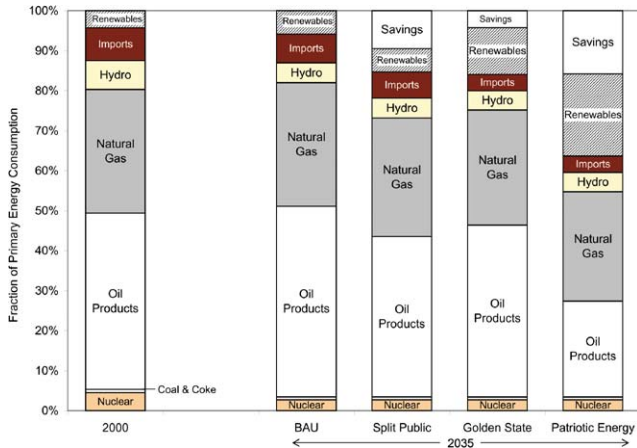 Fraction of Primary Energy Consumption
100%
90%
80%
70%
60%
50%
40%
30%
20%
10%
0%
Renewables
Imports
Hydro
Natural
Gas
Oil
Products
Coal & Coke
Nuclear
Renewables
Imports
Hydro
Natural
Gas
Oil
Products
Nuclear
Savings
Renewables
Imports
Hydro
Natural
Gas
Oil
Products
Nuclear
Savings
Renewables
Imports
Hydro
Natural
Gas
Oil
Products
Nuclear
Savings
Renewables
Imports
Hydro
Natural
Gas
Oil
Products
Nuclear
2000
BAU
Split Public
Golden State
Patriotic Energy
2035